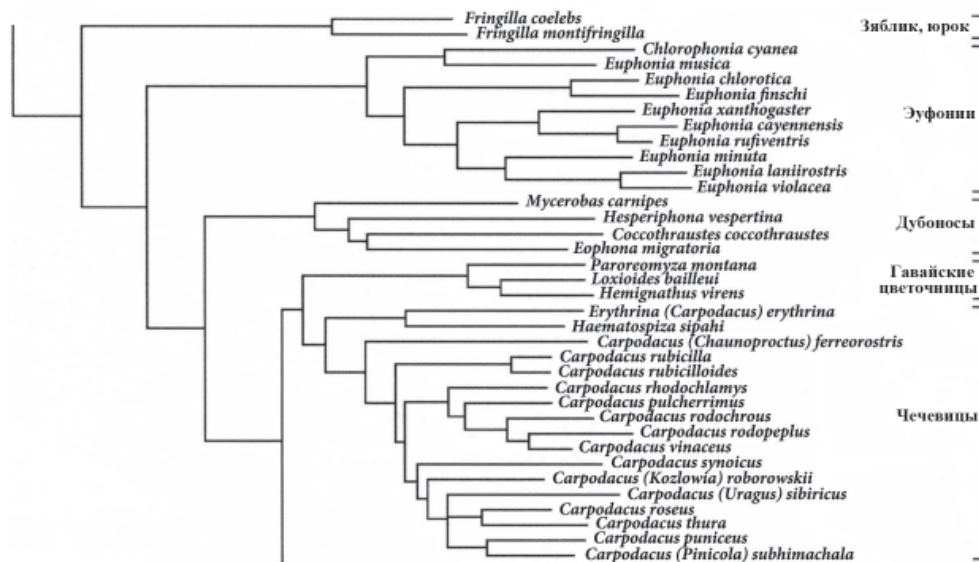 Fringilla coelebs
Fringilla montifringilla
Зяблик, юрок
Chlorophonia cyanea
Euphonia musica
Euphonia chlorotica
Euphonia finschi
Euphonia xanthogaster
Euphonia cayennensis
Euphonia rufiventris
Euphonia minuta
Euphonia laniirostris
Euphonia violacea
Эуфонии
Mycerobas carnipes
Hesperiphona vespertina
Coccothraustes coccothraustes
Eophona migratoria
Дубоносы
Paroreomyza montana
Loxioides bailleui
Hemignathus virens
Гавайские
цветочницы
Erythrina (Carpodacus) erythrina
Haematospiza sipahi
Carpodacus (Chaunoproctus) ferreorostris
Carpodacus rubicilla
Carpodacus rubicilloides
Carpodacus rhodochlamys
Carpodacus pulcherrimus
Carpodacus rodochrous
Carpodacus rodopeplus
Carpodacus vinaceus
Carpodacus synoicus
Carpodacus (Kozlowia) roborowskii
Carpodacus (Uragus) sibiricus
Carpodacus roseus
Carpodacus thura
Carpodacus puniceus
Carpodacus (Pinicola) subhimachala
Чечевицы